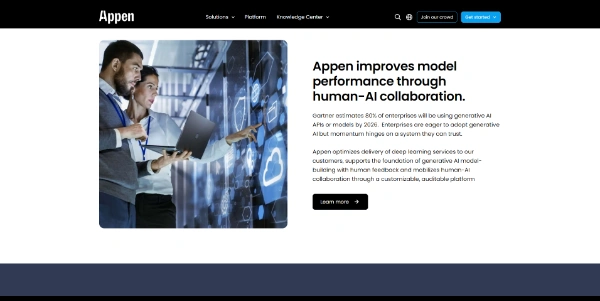 Appen
Solutions Platform Knowledge Center Join our crowd Get started
Appen improves model
performance through
human-AI collaboration.
Gartner estimates 80% of enterprises will be using generative AI
APIs or models by 2026. Enterprises are eager to adopt generative
AI but momentum hinges on a system they can trust.
Appen optimizes delivery of deep learning services to our
customers, supports the foundation of generative AI model-
building with human feedback and mobilizes human-AI
collaboration through a customizable, auditable platform
Learn more →